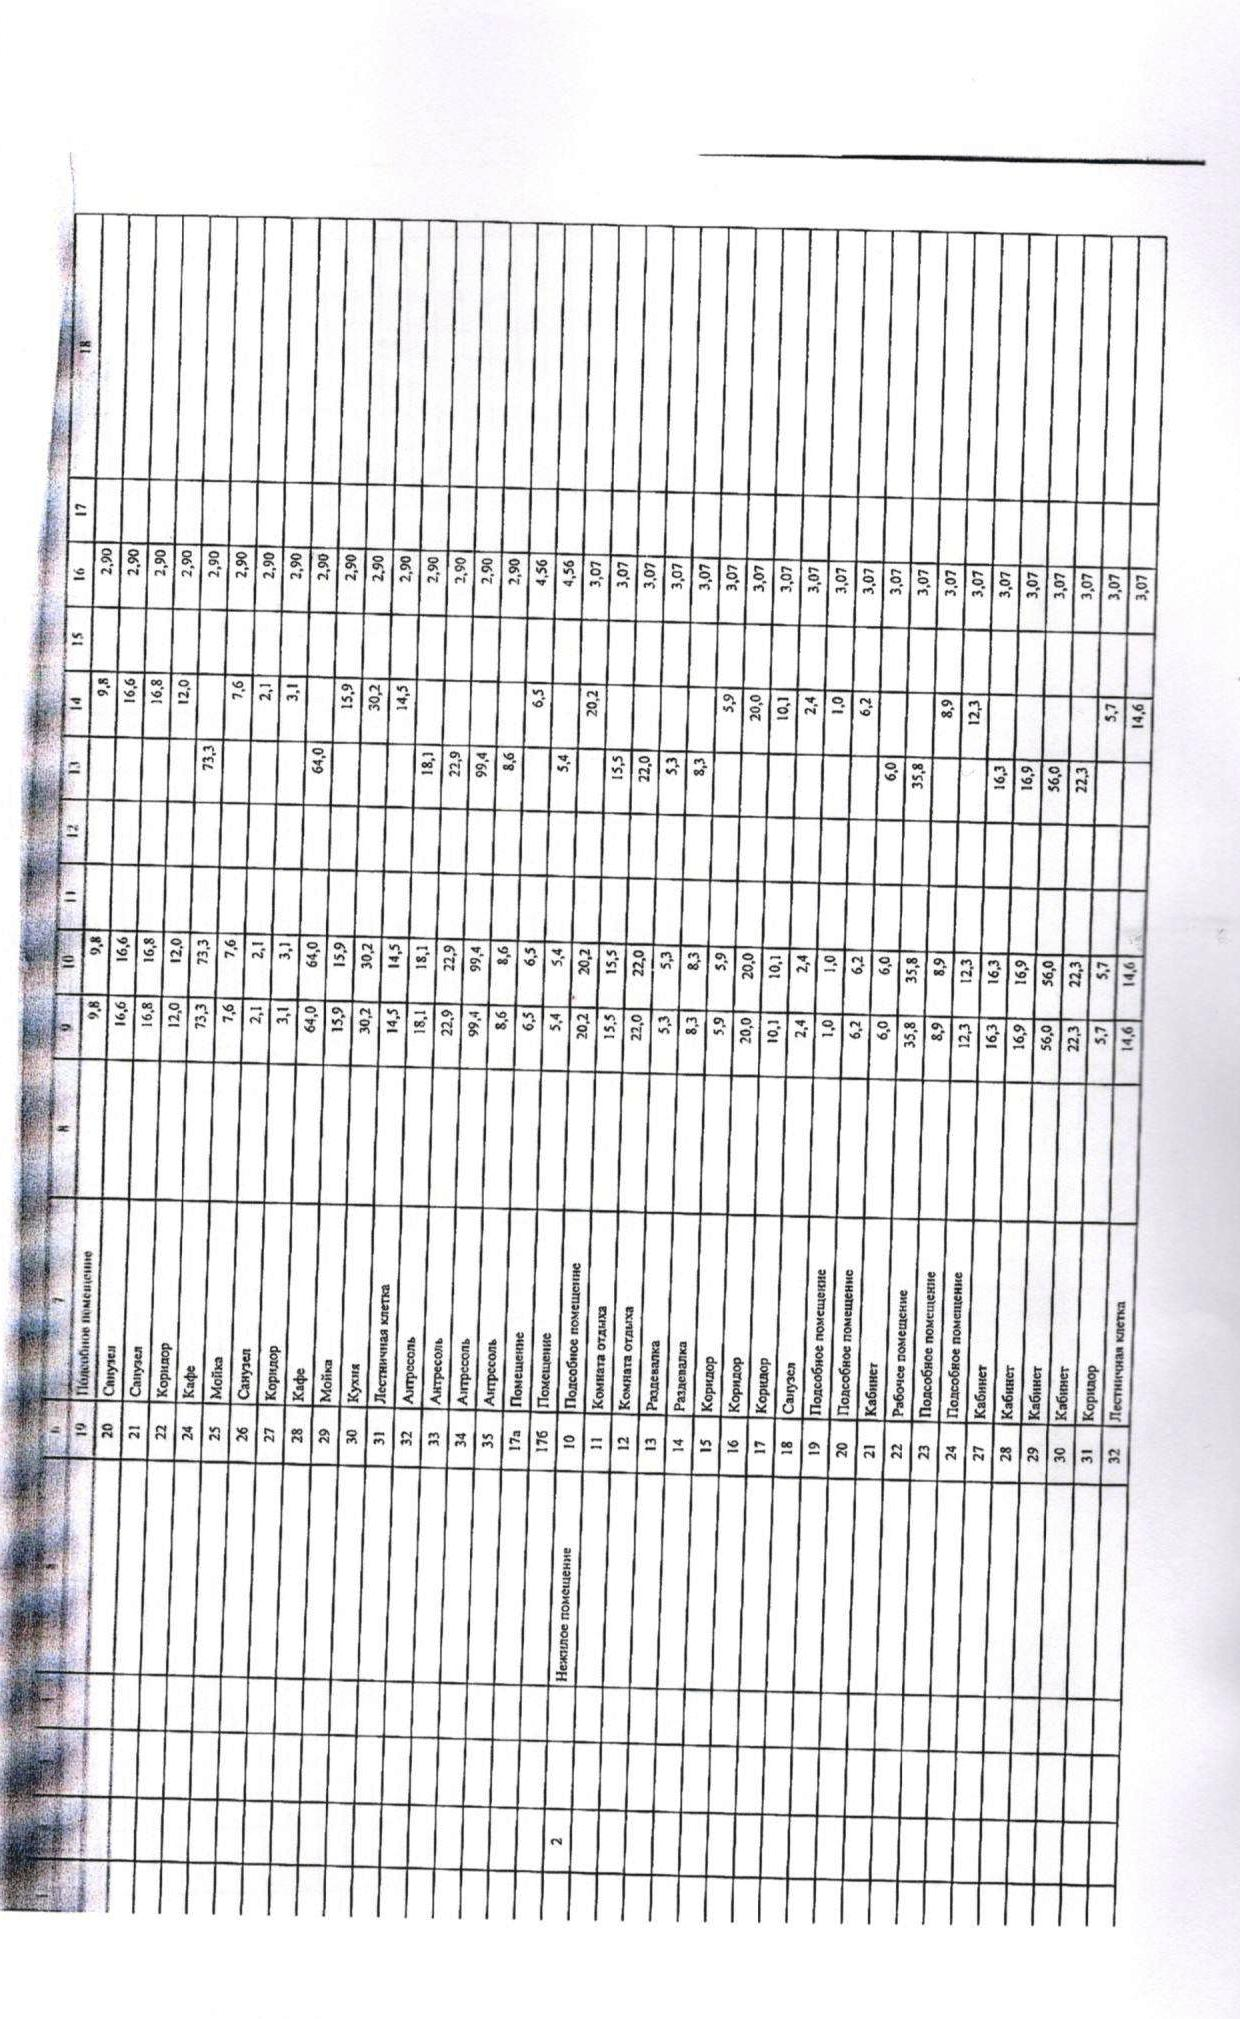 7 8 9 10 11 12 13 14 15 16 17 18
19 Подсобное помещение 9,8 9,8 9,8 2,90
20 Санузел 16,6 16,6 16,6 2,90
21 Санузел 16,8 16,8 16,8 2,90
22 Коридор 12,0 12,0 12,0 2,90
24 Кафе 73,3 73,3 73,3 2,90
25 Мойка 7,6 7,6 7,6 2,90
26 Санузел 2,1 2,1 2,1 2,90
27 Коридор 3,1 3,1 3,1 2,90
28 Кафе 64,0 64,0 64,0 2,90
29 Мойка 15,9 15,9 15,9 2,90
30 Кухня 30,2 30,2 30,2 2,90
31 Лестничная клетка 14,5 14,5 14,5 2,90
32 Антресоль 18,1 18,1 18,1 2,90
33 Антресоль 22,9 22,9 22,9 2,90
34 Антресоль 99,4 99,4 99,4 2,90
35 Антресоль 8,6 8,6 8,6 2,90
17а Помещение 6,5 6,5 6,5 4,56
17б Помещение 5,4 5,4 5,4 4,56
2 Нежилое помещение 10 Подсобное помещение 20,2 20,2 20,2 3,07
11 Комната отдыха 15,5 15,5 15,5 3,07
12 Комната отдыха 22,0 22,0 22,0 3,07
13 Раздевалка 5,3 5,3 5,3 3,07
14 Раздевалка 8,3 8,3 8,3 3,07
15 Коридор 5,9 5,9 5,9 3,07
16 Коридор 20,0 20,0 20,0 3,07
17 Коридор 10,1 10,1 10,1 3,07
18 Санузел 2,4 2,4 2,4 3,07
19 Подсобное помещение 1,0 1,0 1,0 3,07
20 Подсобное помещение 6,2 6,2 6,2 3,07
21 Кабинет 6,0 6,0 6,0 3,07
22 Рабочее помещение 35,8 35,8 35,8 3,07
23 Подсобное помещение 8,9 8,9 8,9 3,07
24 Подсобное помещение 12,3 12,3 12,3 3,07
27 Кабинет 16,3 16,3 16,3 3,07
28 Кабинет 16,9 16,9 16,9 3,07
29 Кабинет 56,0 56,0 56,0 3,07
30 Кабинет 22,3 22,3 22,3 3,07
31 Коридор 5,7 5,7 5,7 3,07
32 Лестничная клетка 14,6 14,6 14,6 3,07